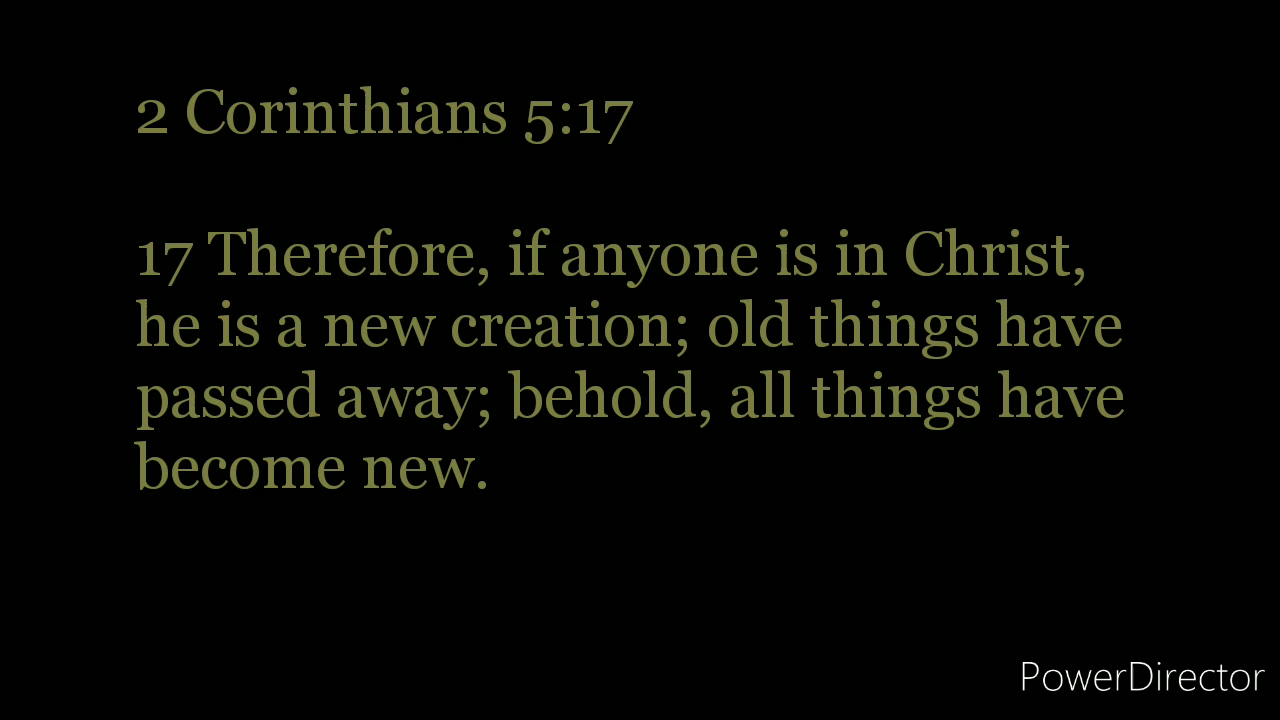 2 Corinthians 5:17
17 Therefore, if anyone is in Christ,
he is a new creation; old things have
passed away; behold, all things have
become new.
PowerDirector